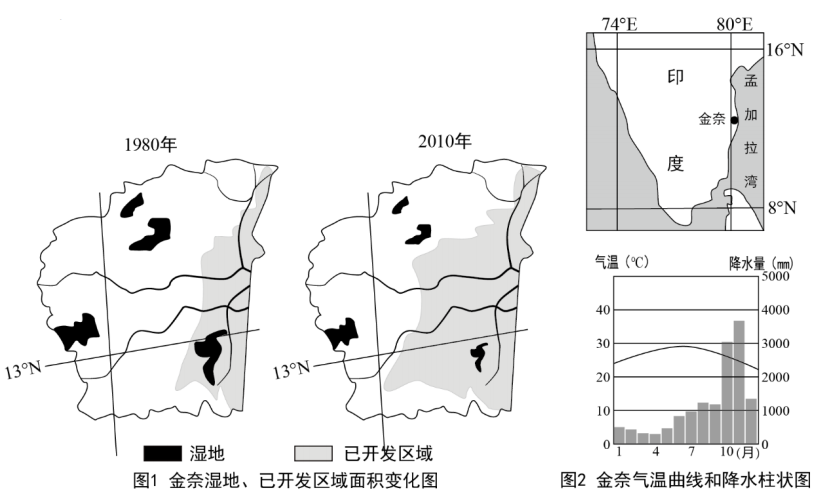 1980年
2010年
13°N
13°N
湿地
已开发区域
图1 金奈湿地、已开发区域面积变化图
74°E
80°E
16°N
印
度
孟
加
拉
湾
金奈
8°N
气温（℃）
降水量（mm）
5000
40
4000
30
3000
20
2000
10
1000
0
0
1
4
7
10
(月)
图2 金奈气温曲线和降水柱状图